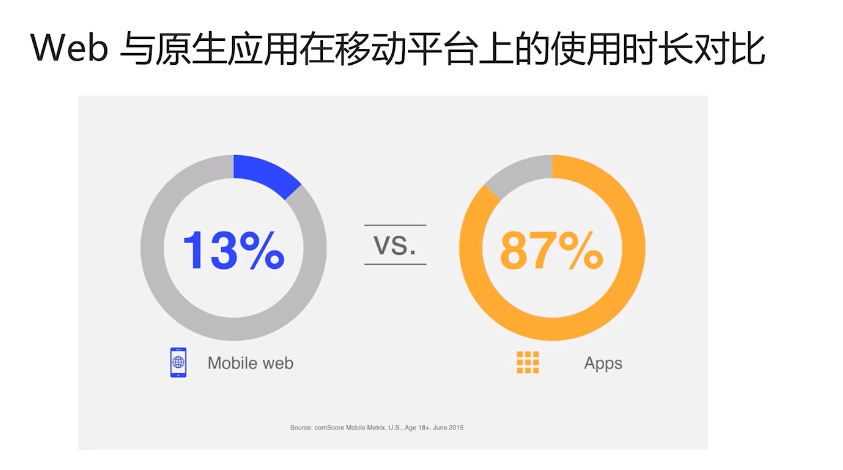 Web 与原生应用在移动平台上的使用时长对比
13%
vs.
87%
Mobile web
Apps
Source: comScore Mobile Metrix, U.S., Age 18+, June 2015